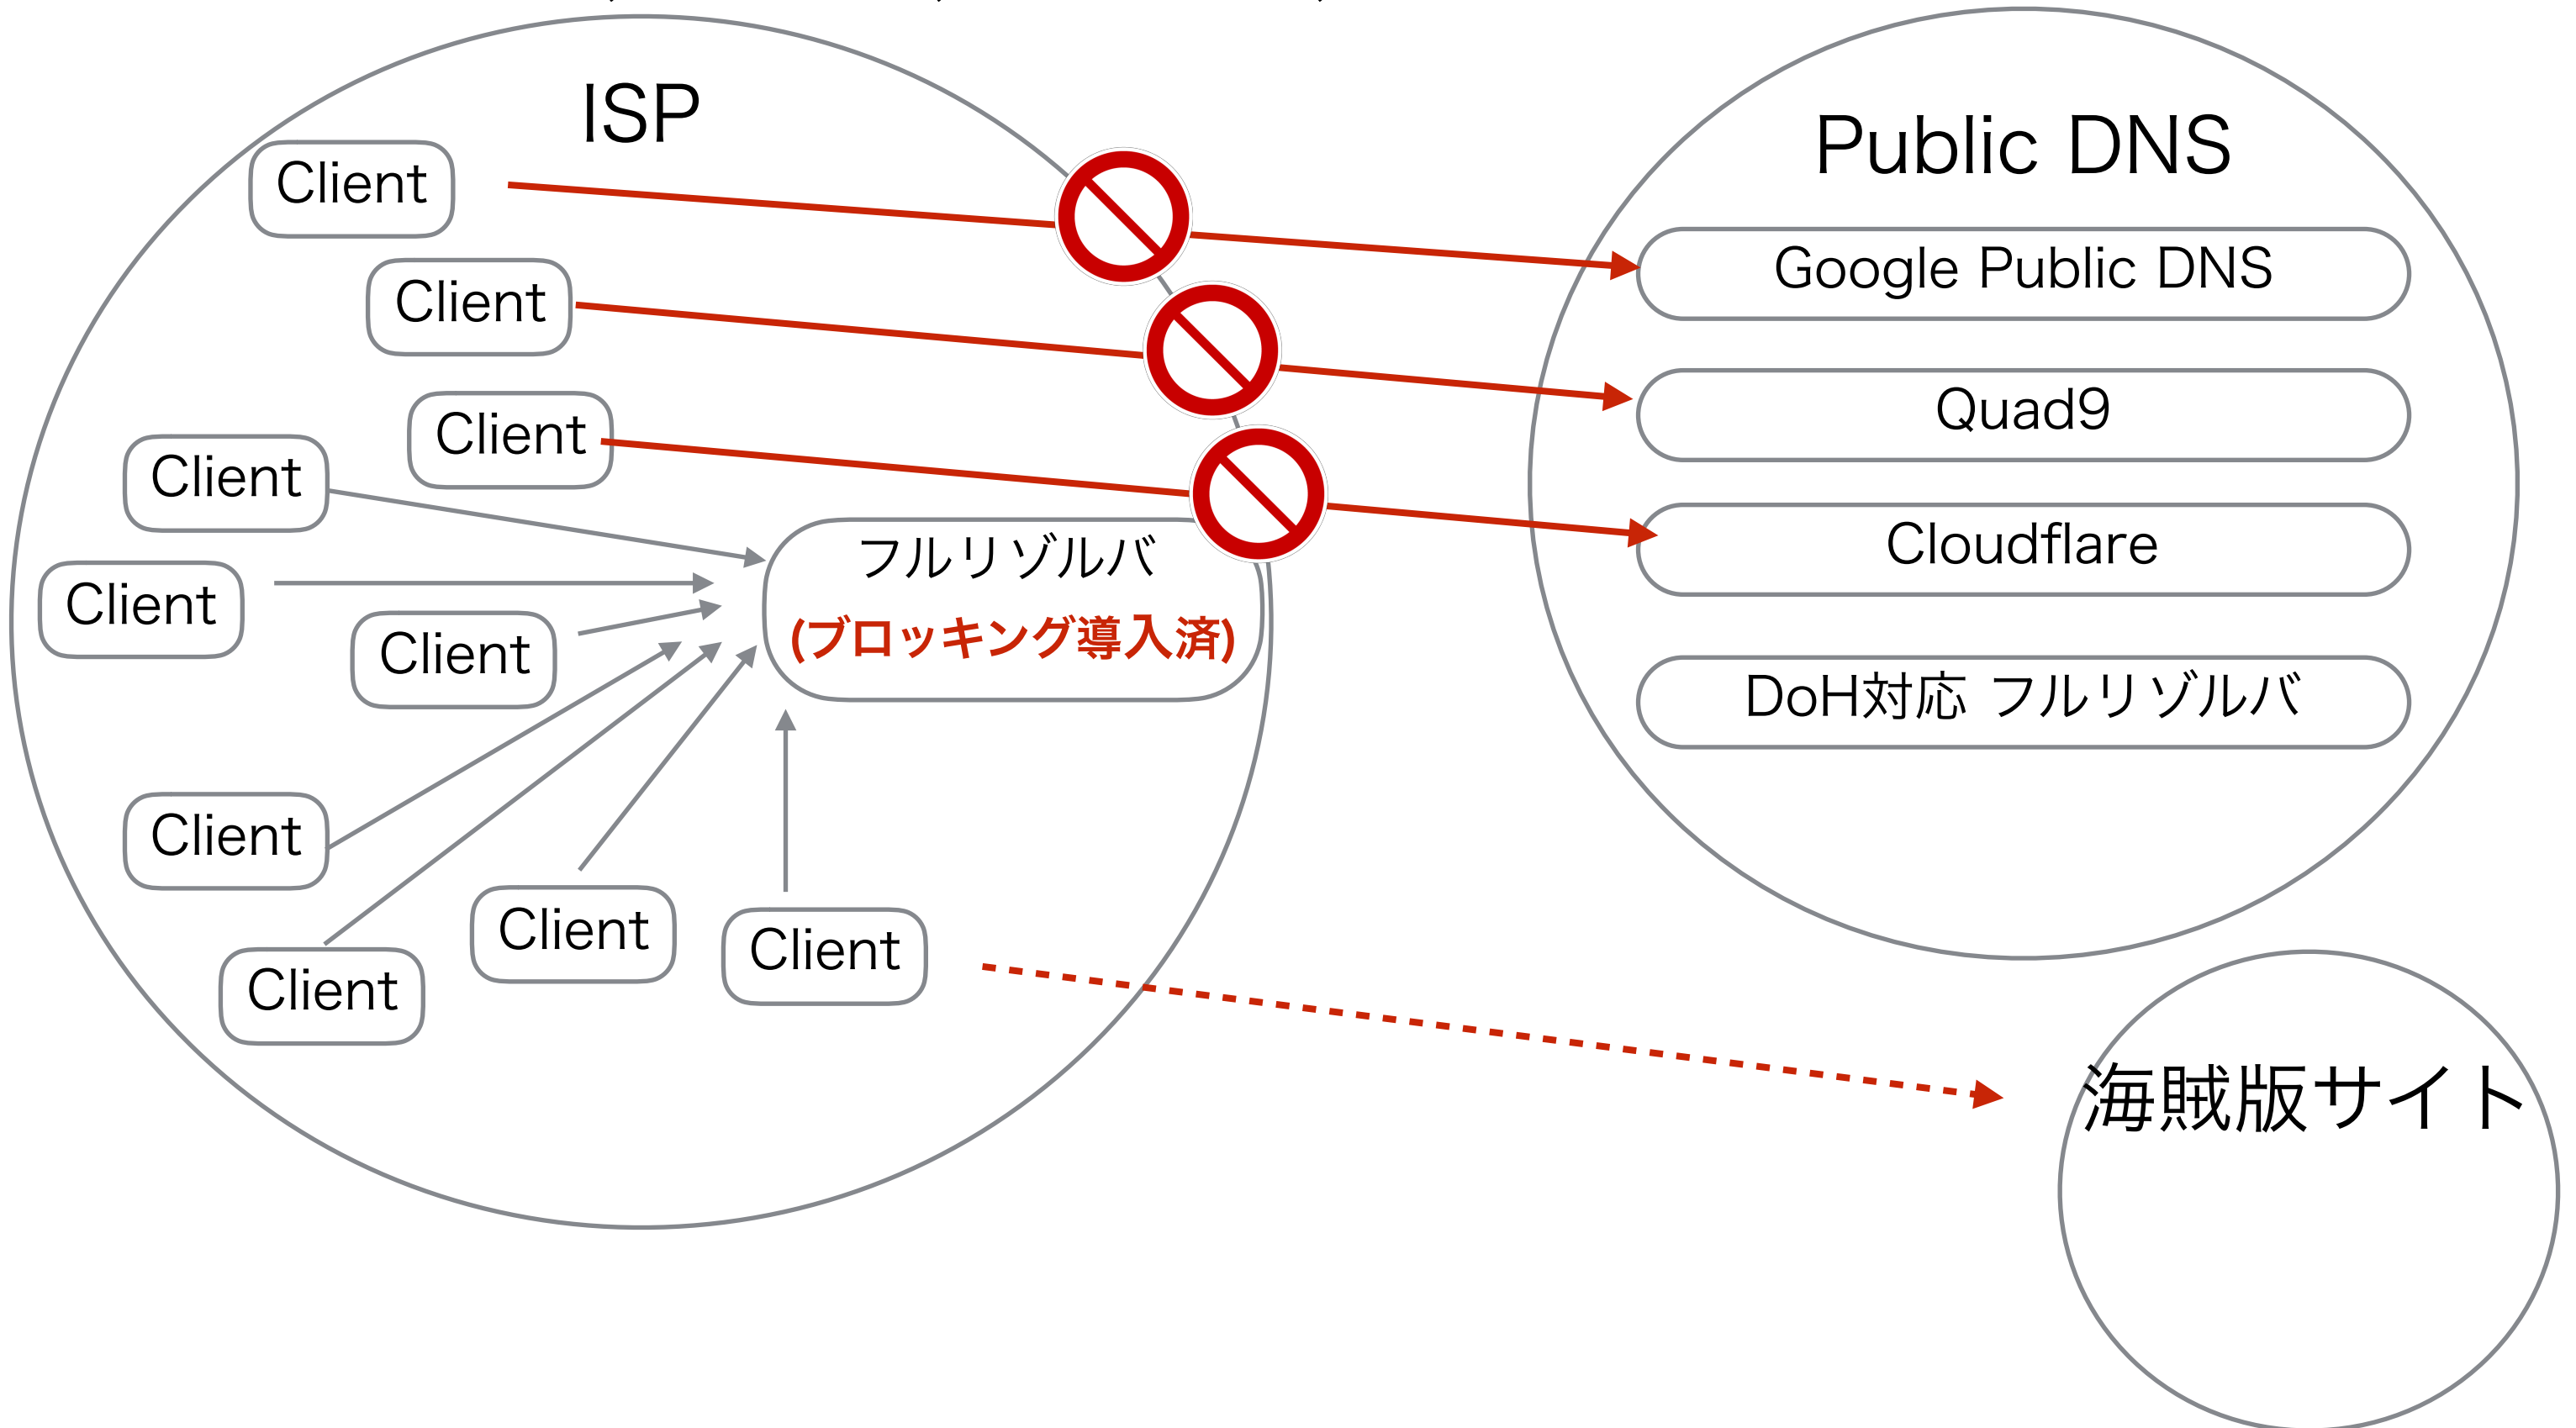 ISP
Client
Client
Client
Client
Client
Client
Client
Client
Client
Client
フルリゾルバ
(ブロッキング導入済)
Public DNS
Google Public DNS
Quad9
Cloudflare
DoH対応 フルリゾルバ
海賊版サイト